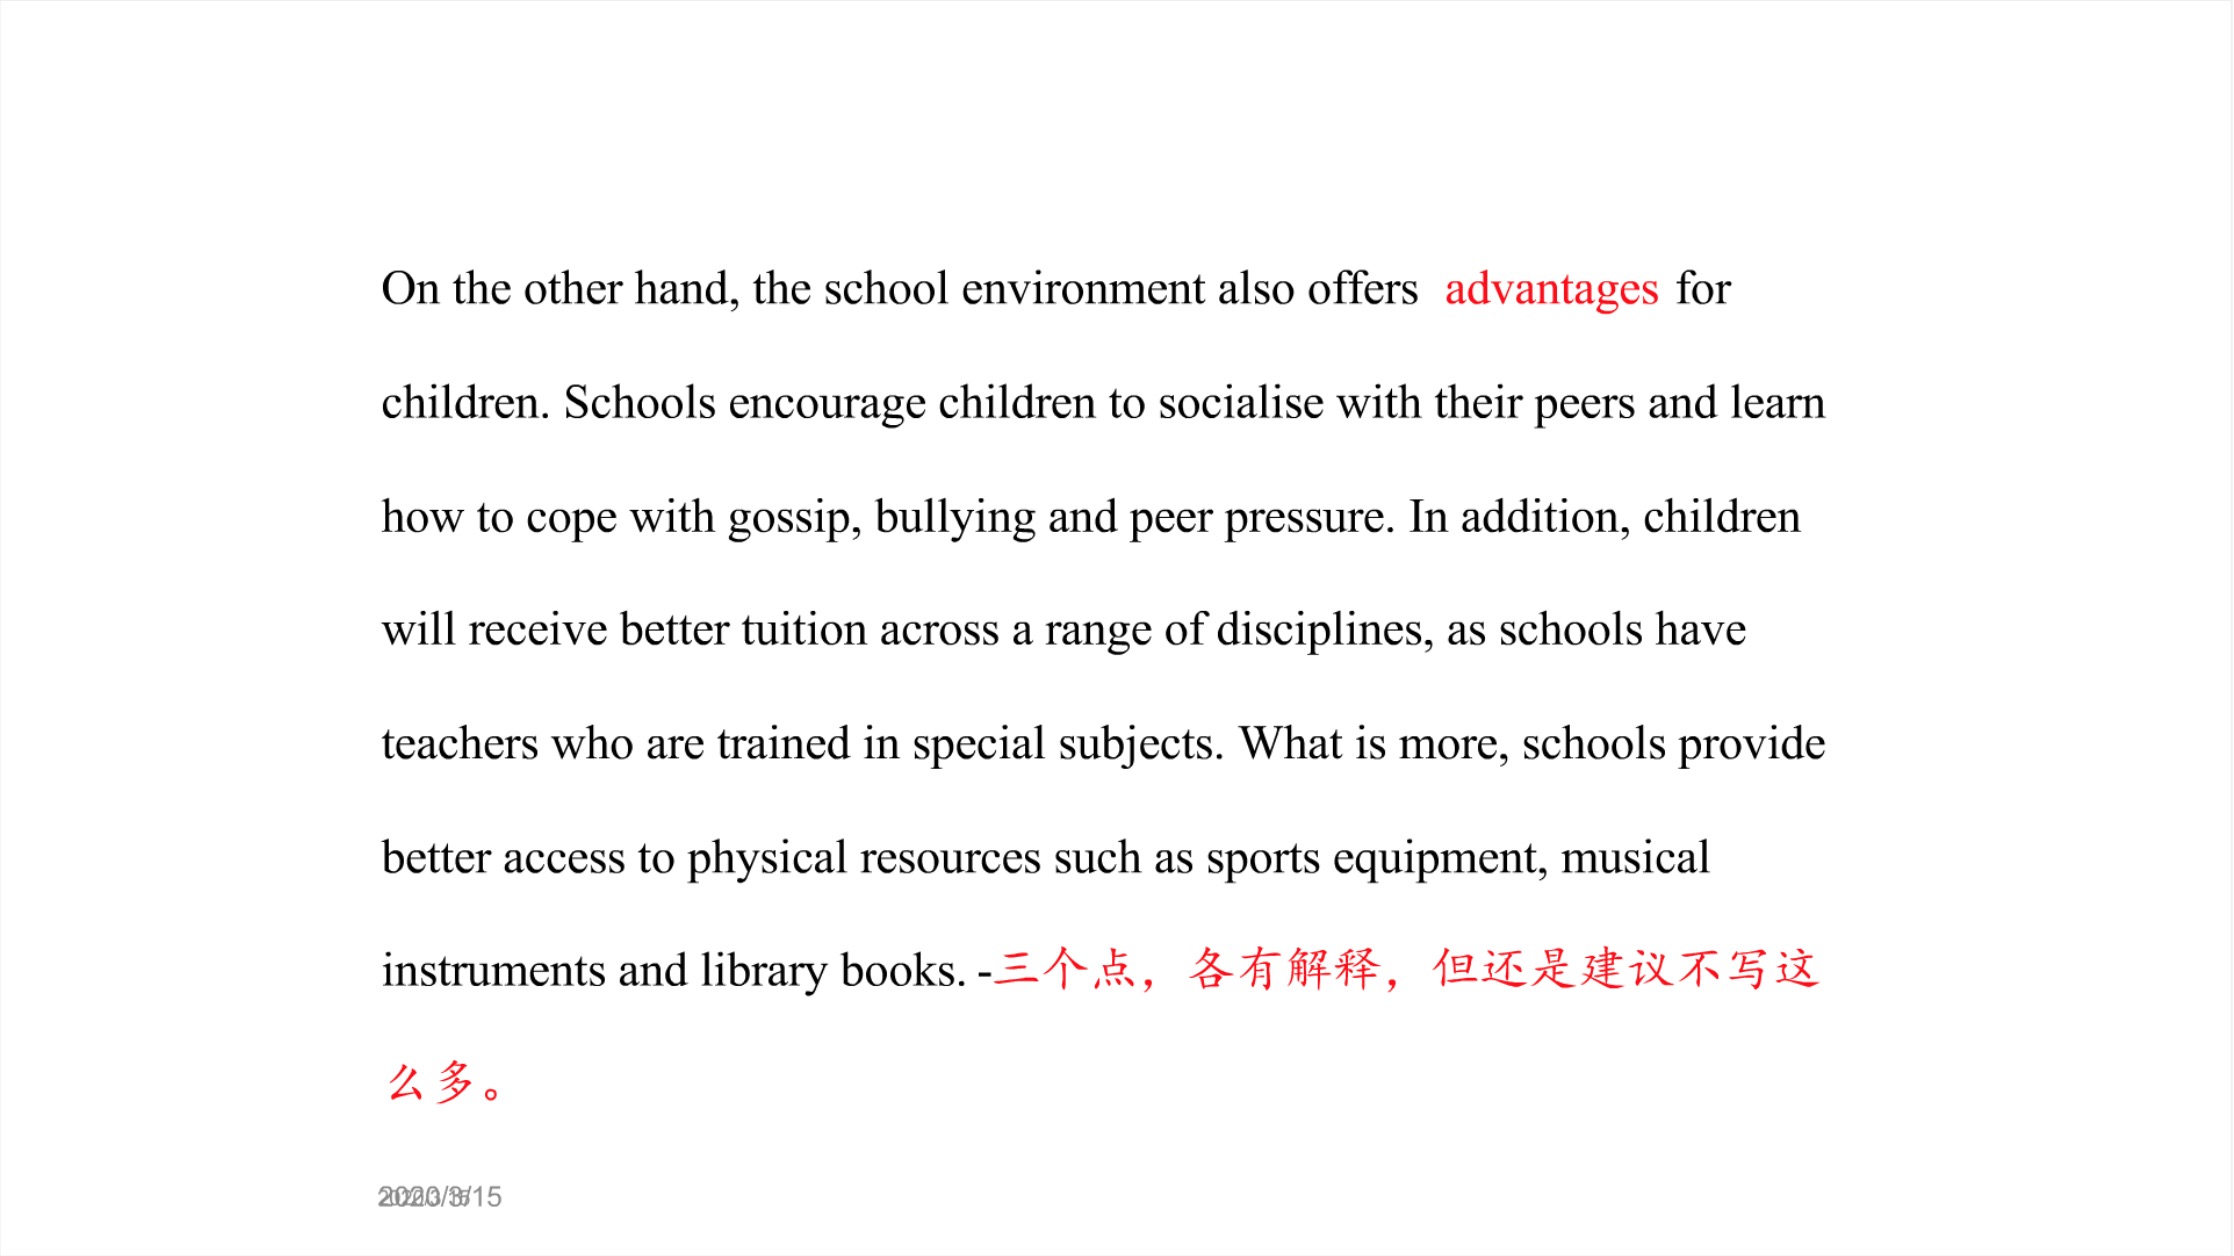 On the other hand, the school environment also offers advantages for
children. Schools encourage children to socialise with their peers and learn
how to cope with gossip, bullying and peer pressure. In addition, children
will receive better tuition across a range of disciplines, as schools have
teachers who are trained in special subjects. What is more, schools provide
better access to physical resources such as sports equipment, musical
instruments and library books. -三个点，各有解释，但还是建议不写这
么多。
2020/3/15